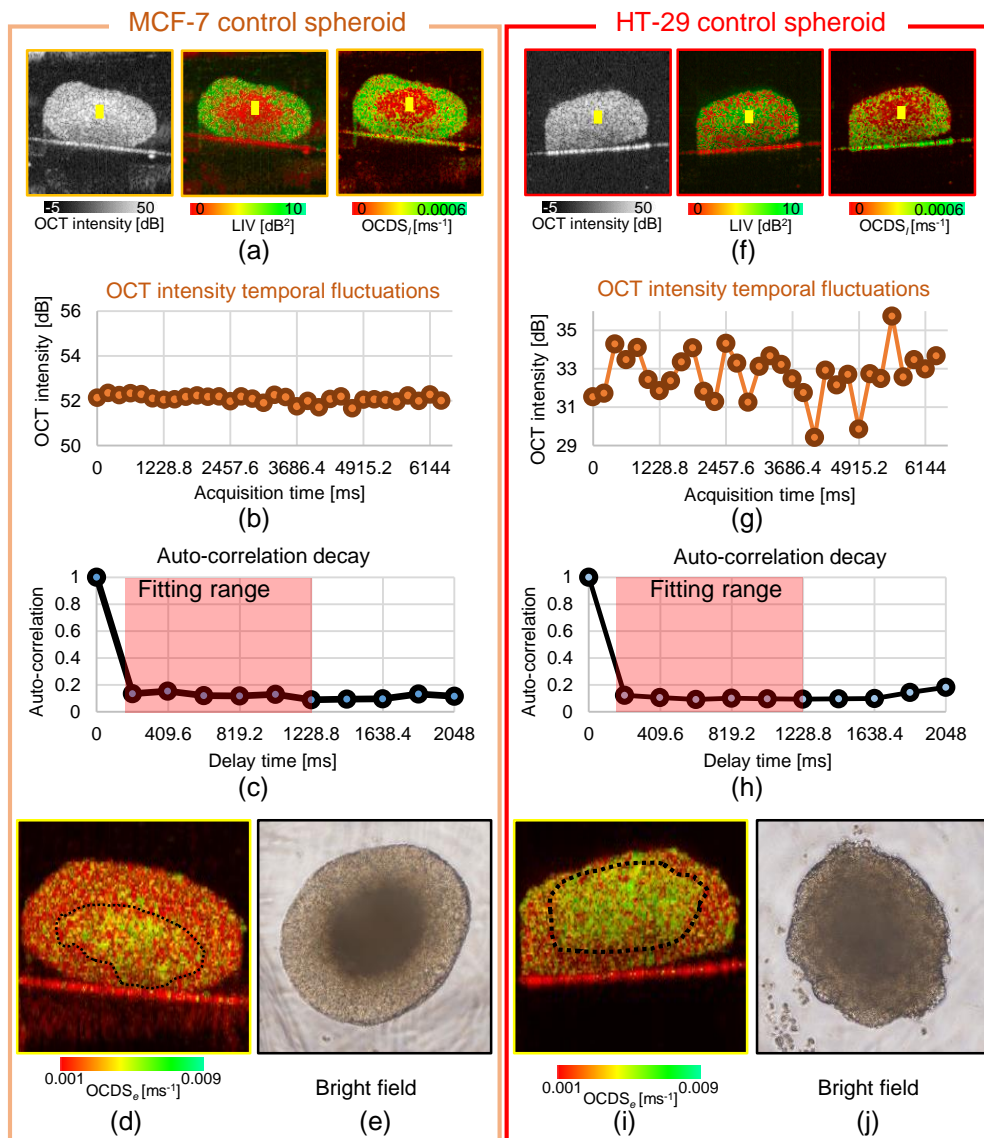 MCF-7 control spheroid
-5 50
OCT intensity [dB]
0 10
LIV [dB²]
0 0.0006
OCDSₗ [ms⁻¹]
(a)
OCT intensity temporal fluctuations
OCT intensity [dB]
56
54
52
50
0 1228.8 2457.6 3686.4 4915.2 6144
Acquisition time [ms]
(b)
Auto-correlation decay
Fitting range
Auto-correlation
1
0.8
0.6
0.4
0.2
0
0 409.6 819.2 1228.8 1638.4 2048
Delay time [ms]
(c)
0.001 0.009
OCDSₑ [ms⁻¹]
(d)
Bright field
(e)
HT-29 control spheroid
-5 50
OCT intensity [dB]
0 10
LIV [dB²]
0 0.0006
OCDSₗ [ms⁻¹]
(f)
OCT intensity temporal fluctuations
OCT intensity [dB]
35
33
31
29
0 1228.8 2457.6 3686.4 4915.2 6144
Acquisition time [ms]
(g)
Auto-correlation decay
Fitting range
Auto-correlation
1
0.8
0.6
0.4
0.2
0
0 409.6 819.2 1228.8 1638.4 2048
Delay time [ms]
(h)
0.001 0.009
OCDSₑ [ms⁻¹]
(i)
Bright field
(j)